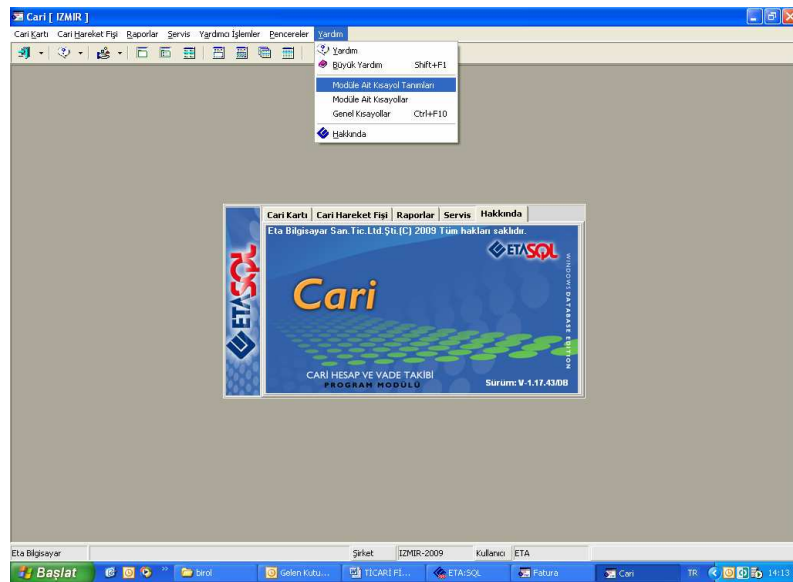 Cari [ IZMIR ]
Cari Kartı Cari Hareket Fişi Raporlar Servis Yardımcı İşlemler Pencereler Yardım
Yardım
Büyük Yardım Shift+F1
Modüle Ait Kısayol Tanımları
Modüle Ait Kısayollar
Genel Kısayollar Ctrl+F10
Hakkında
Cari Kartı Cari Hareket Fişi Raporlar Servis Hakkında
Eta Bilgisayar San.Tic.Ltd.Şti.(C) 2009 Tüm hakları saklıdır.
ETASQL
ETASQL
WINDOWS DATABASE EDITION
Cari
CARİ HESAP VE VADE TAKİBİ
PROGRAM MODÜLÜ
Sürüm: V-1.17.43/DB
Eta Bilgisayar Şirket IZMIR-2009 Kullanıcı ETA
Başlat birol Gelen Kutu... TİCARİ Fİ... ETA:SQL Fatura Cari TR 14:13